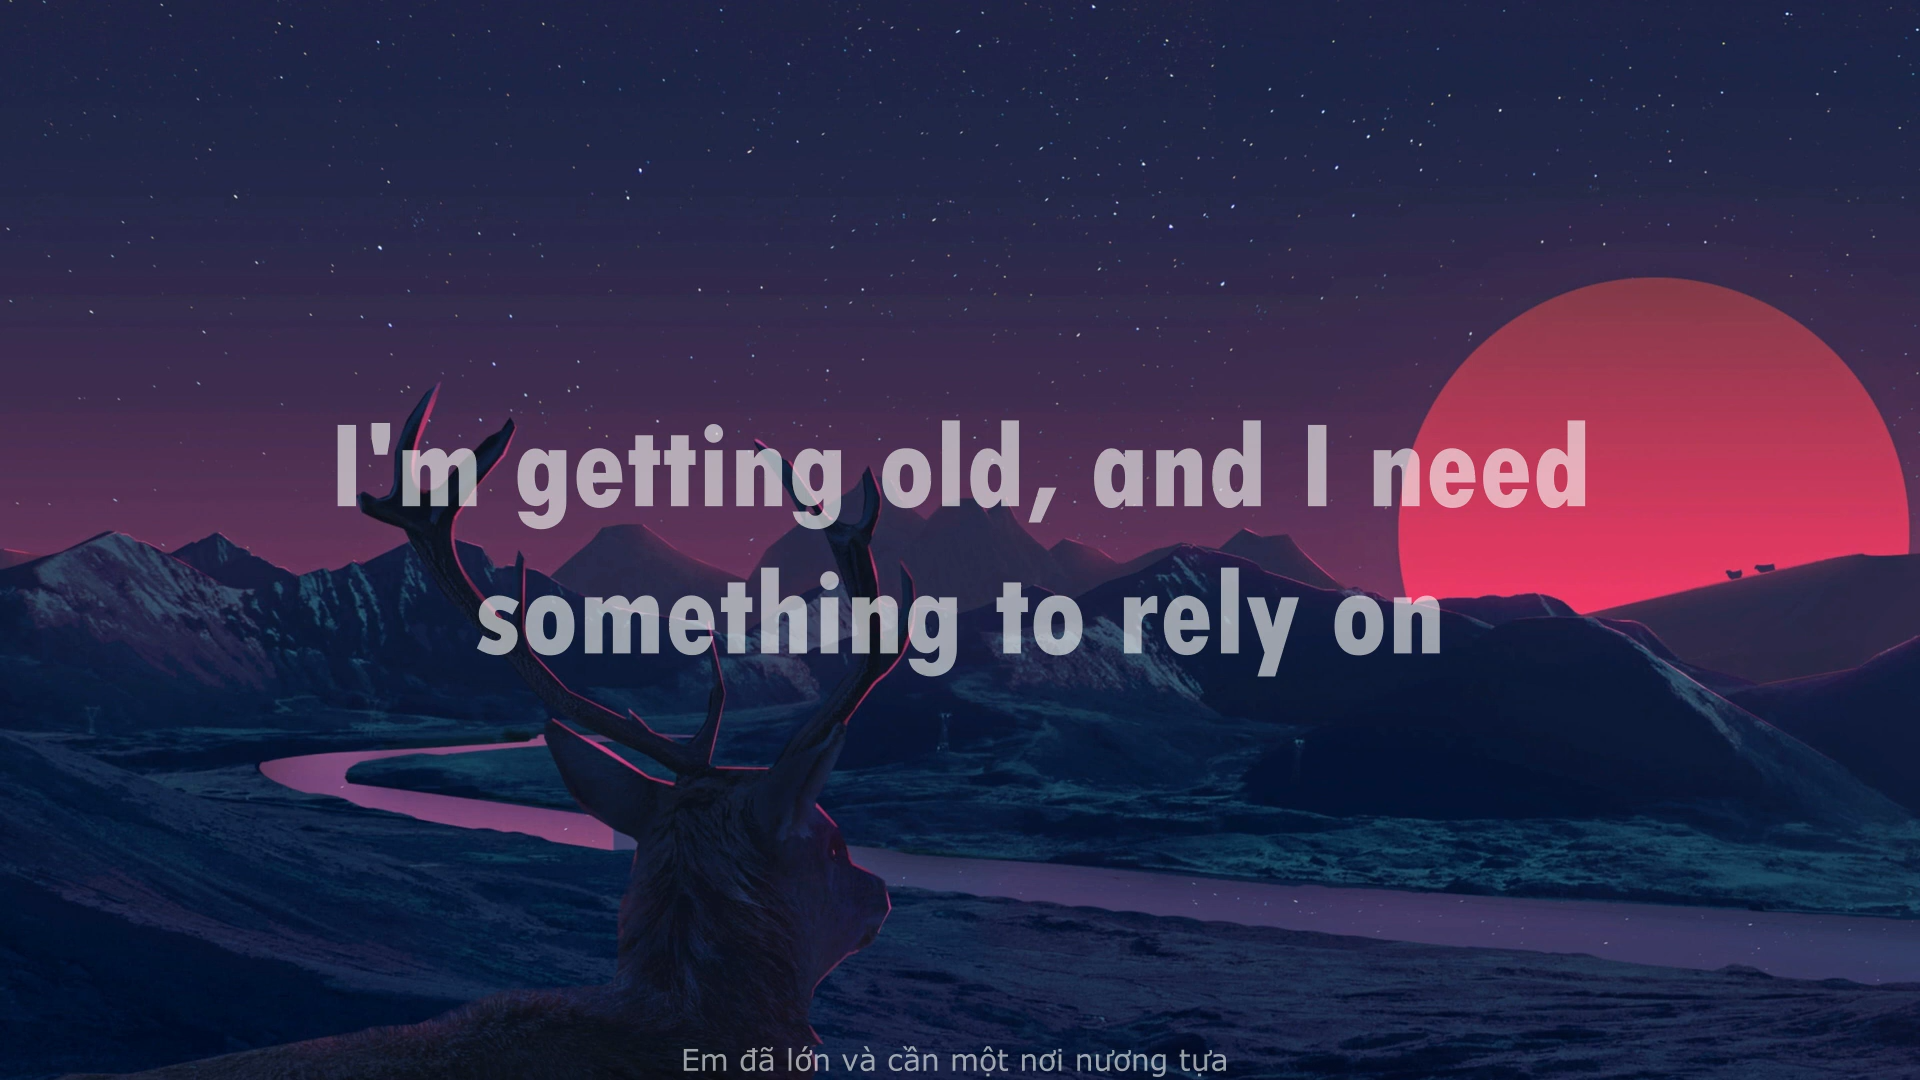 I'm getting old, and I need
something to rely on
Em đã lớn và cần một nơi nương tựa